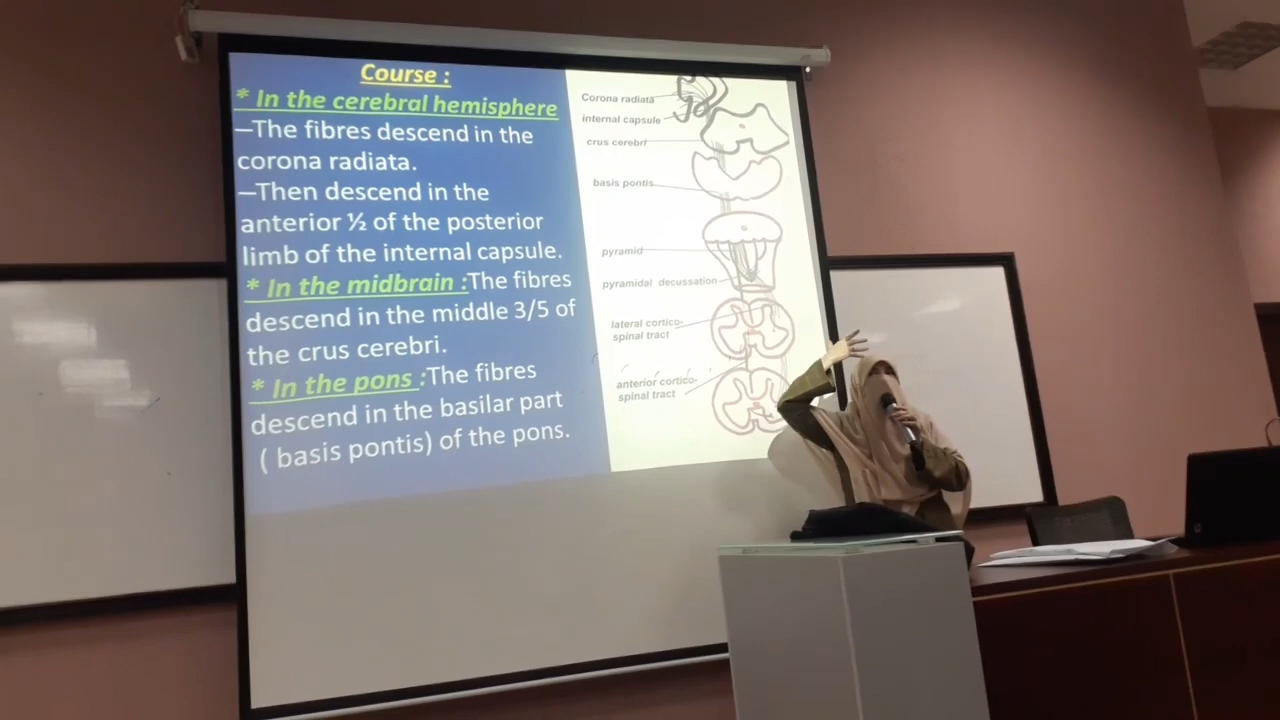 Course :
* In the cerebral hemisphere
–The fibres descend in the
corona radiata.
–Then descend in the
anterior ½ of the posterior
limb of the internal capsule.
* In the midbrain :The fibres
descend in the middle 3/5 of
the crus cerebri.
* In the pons :The fibres
descend in the basilar part
( basis pontis) of the pons.
Corona radiata
internal capsule
crus cerebri
basis pontis
pyramid
pyramidal decussation
lateral cortico-
spinal tract
anterior cortico-
spinal tract